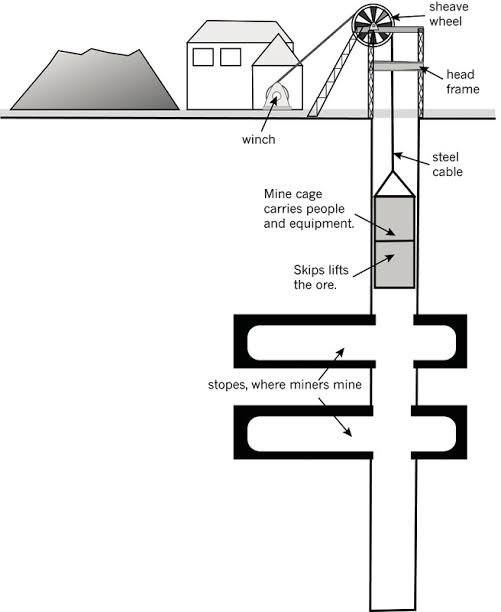 sheave
wheel
head
frame
winch
steel
cable
Mine cage
carries people
and equipment.
Skips lifts
the ore.
stopes, where miners mine